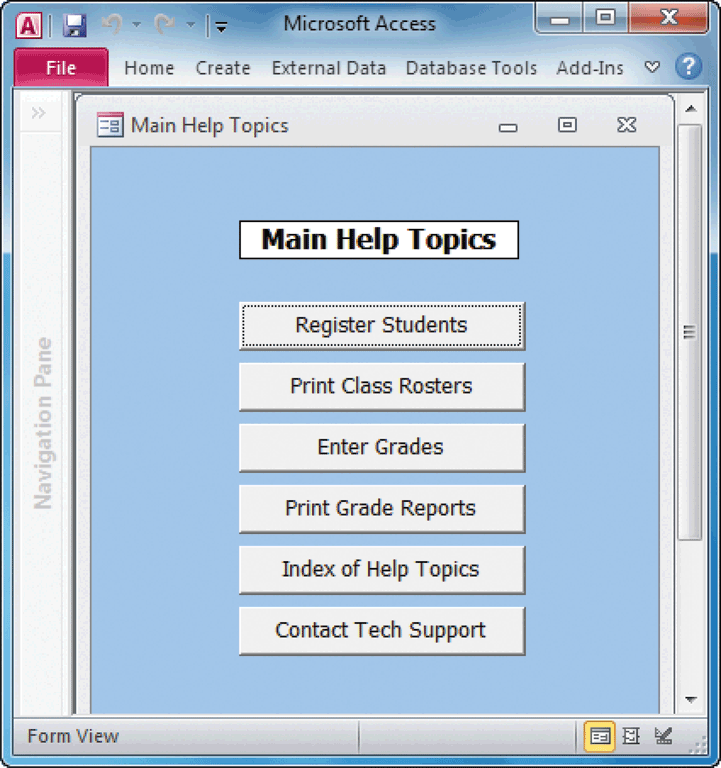 Microsoft Access
File Home Create External Data Database Tools Add-Ins
Main Help Topics
Navigation Pane
Main Help Topics
Register Students
Print Class Rosters
Enter Grades
Print Grade Reports
Index of Help Topics
Contact Tech Support
Form View